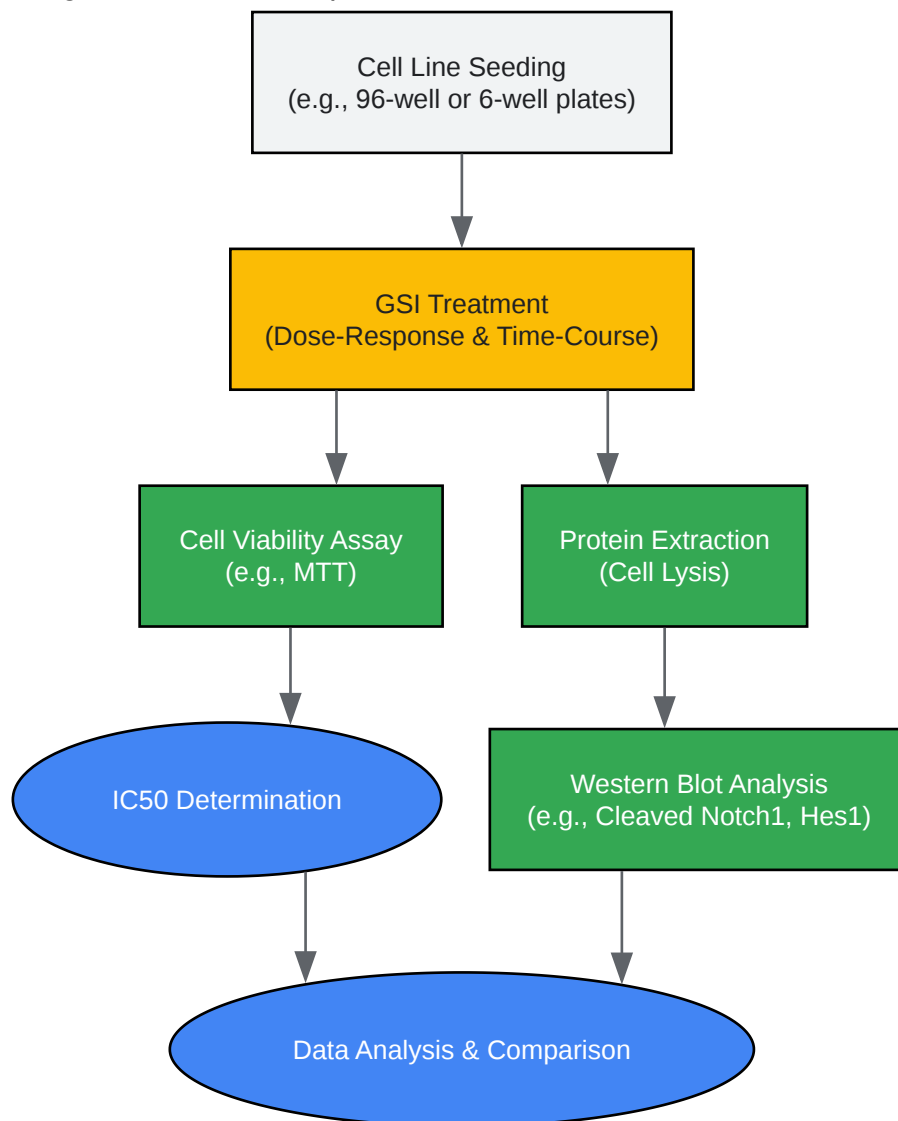 Cell Line Seeding
(e.g., 96-well or 6-well plates)
GSI Treatment
(Dose-Response & Time-Course)
Cell Viability Assay
(e.g., MTT)
Protein Extraction
(Cell Lysis)
IC50 Determination
Western Blot Analysis
(e.g., Cleaved Notch1, Hes1)
Data Analysis & Comparison